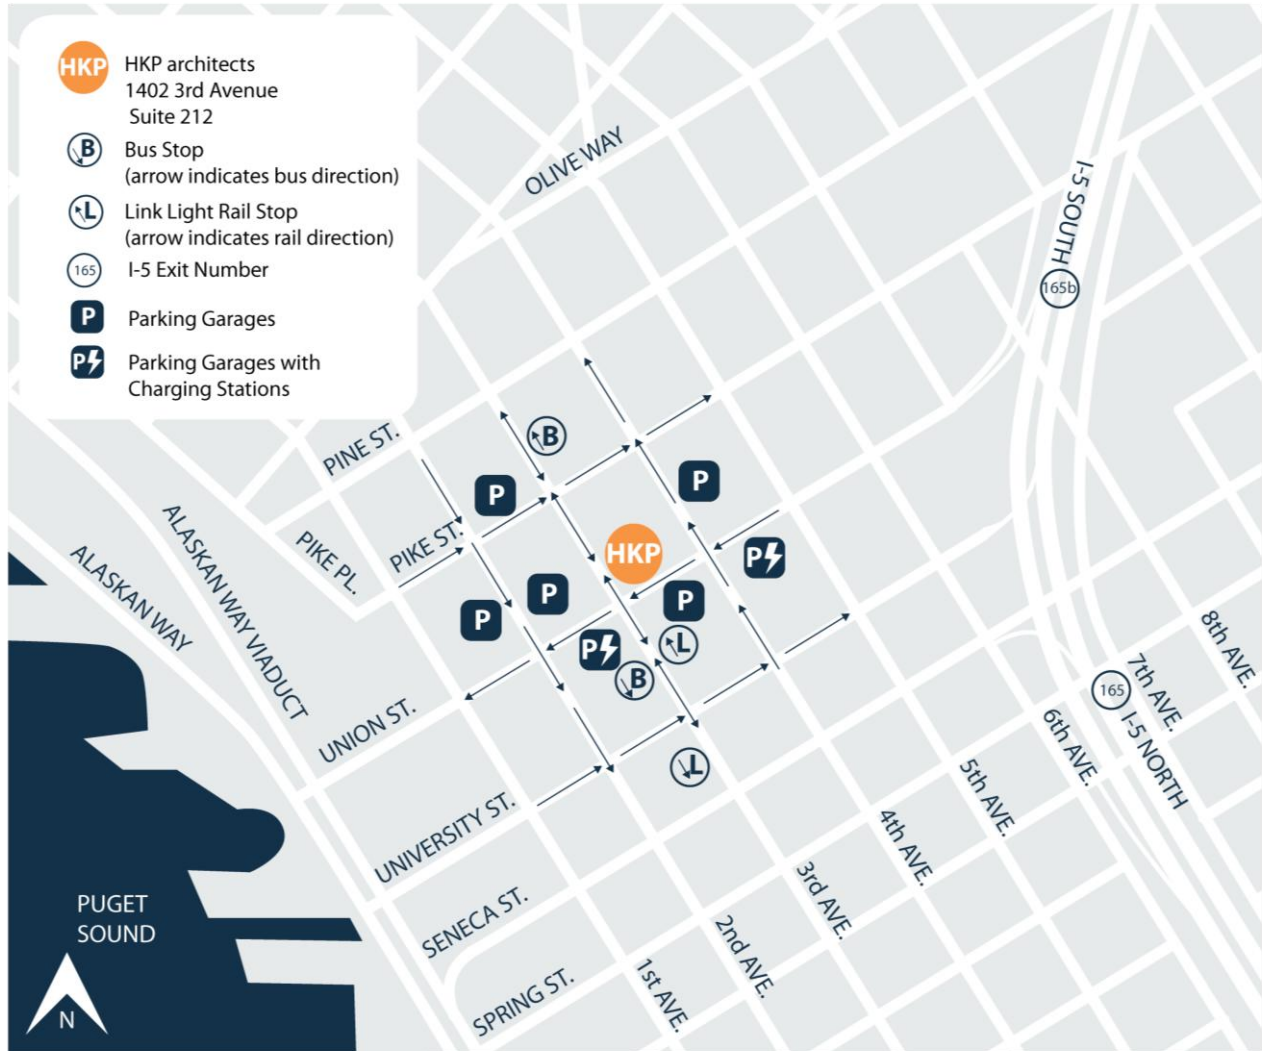 HKP
HKP architects
1402 3rd Avenue
Suite 212
B
Bus Stop
(arrow indicates bus direction)
L
Link Light Rail Stop
(arrow indicates rail direction)
165
I-5 Exit Number
P
Parking Garages
P
Parking Garages with
Charging Stations
OLIVE WAY
I-5 SOUTH
165b
PINE ST.
B
P
P
PIKE ST.
PIKE PL.
HKP
P
ALASKAN WAY VIADUCT
ALASKAN WAY
P
P
P
P
L
B
UNION ST.
L
8th AVE.
7th AVE.
165
I-5 NORTH
6th AVE.
5th AVE.
4th AVE.
3rd AVE.
2nd AVE.
1st AVE.
UNIVERSITY ST.
SENECA ST.
SPRING ST.
PUGET
SOUND
N